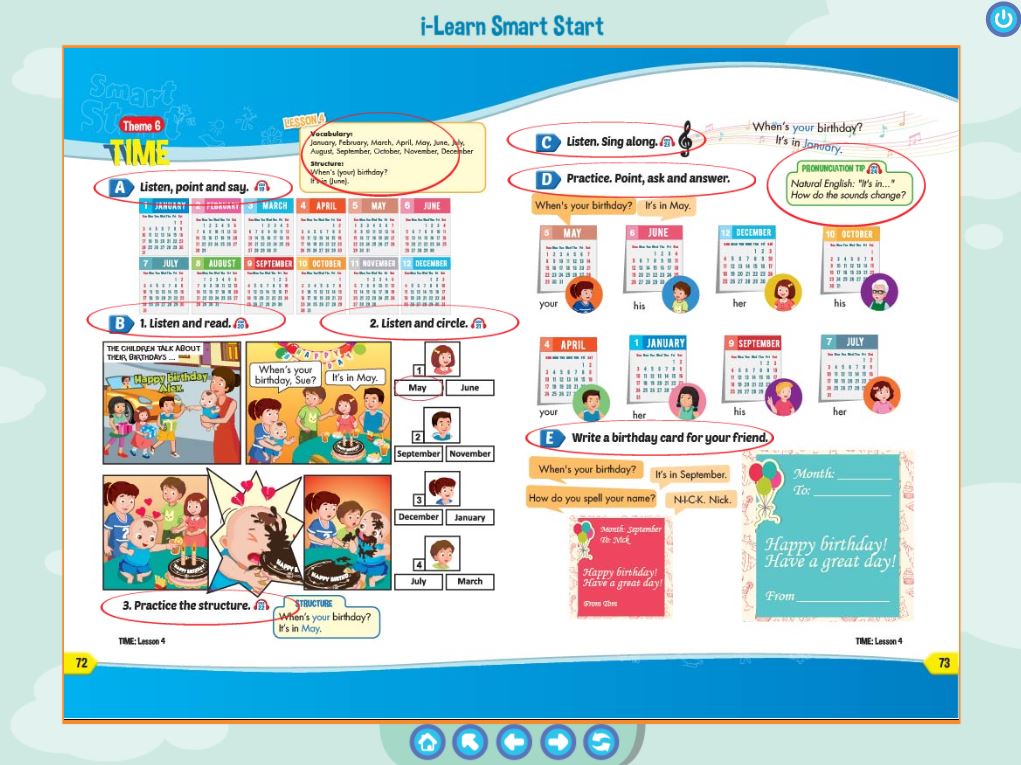 i-Learn Smart Start
Smart
Start
Theme 6
TIME
LESSON 4
Vocabulary:
January, February, March, April, May, June, July,
August, September, October, November, December
Structure:
When's (your) birthday?
It's in (June).
A Listen, point and say. 19
1 JANUARY 2 FEBRUARY 3 MARCH 4 APRIL 5 MAY 6 JUNE
7 JULY 8 AUGUST 9 SEPTEMBER 10 OCTOBER 11 NOVEMBER 12 DECEMBER
B 1. Listen and read. 20
2. Listen and circle. 21
THE CHILDREN TALK ABOUT
THEIR BIRTHDAYS ...
Happy birthday
Alex
When's your
birthday, Sue?
It's in May.
1
May June
2
September November
3
December January
4
July March
3. Practice the structure. 22
STRUCTURE
When's your birthday?
It's in May.
TIME: Lesson 4
72
C Listen. Sing along. 23
When's your birthday?
It's in January.
D Practice. Point, ask and answer.
PRONUNCIATION TIP 24
Natural English: "It's in..."
How do the sounds change?
When's your birthday?
It's in May.
5 MAY 6 JUNE 12 DECEMBER 10 OCTOBER
your his her his
4 APRIL 1 JANUARY 9 SEPTEMBER 7 JULY
your her his her
E Write a birthday card for your friend.
When's your birthday?
It's in September.
How do you spell your name?
N-I-C-K. Nick.
Month: September
To: Nick
Happy birthday!
Have a great day!
From Tom
Month: ______
To: __________
Happy birthday!
Have a great day!
From____________
TIME: Lesson 4
73